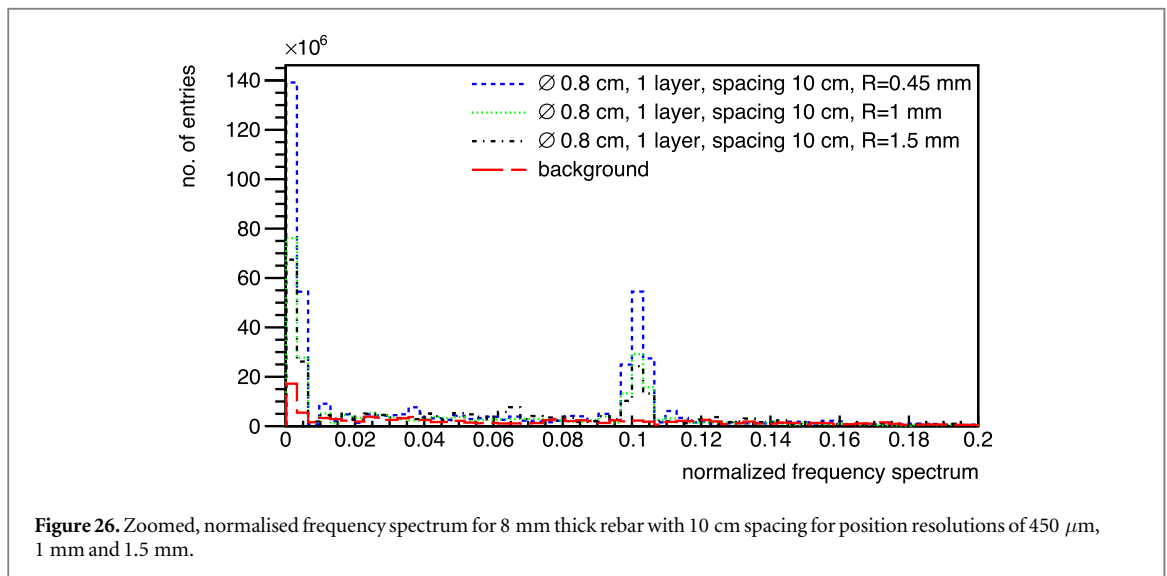 ×10⁶
no. of entries
140
120
100
80
60
40
20
0
∅ 0.8 cm, 1 layer, spacing 10 cm, R=0.45 mm
∅ 0.8 cm, 1 layer, spacing 10 cm, R=1 mm
∅ 0.8 cm, 1 layer, spacing 10 cm, R=1.5 mm
background
0 0.02 0.04 0.06 0.08 0.1 0.12 0.14 0.16 0.18 0.2
normalized frequency spectrum
Figure 26. Zoomed, normalised frequency spectrum for 8 mm thick rebar with 10 cm spacing for position resolutions of 450 μm,
1 mm and 1.5 mm.